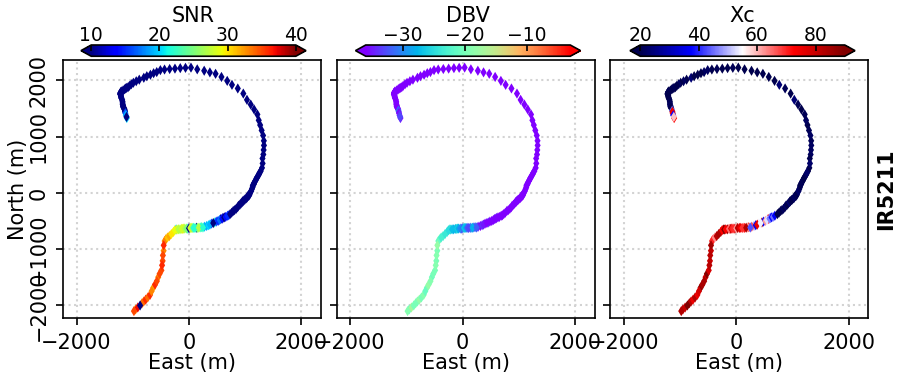 SNR DBV Xc
10 20 30 40 −30 −20 −10 20 40 60 80
2000
1000
0
−1000
−2000
North (m)
−2000 0 2000 −2000 0 2000 −2000 0 2000
East (m) East (m) East (m)
IR5211